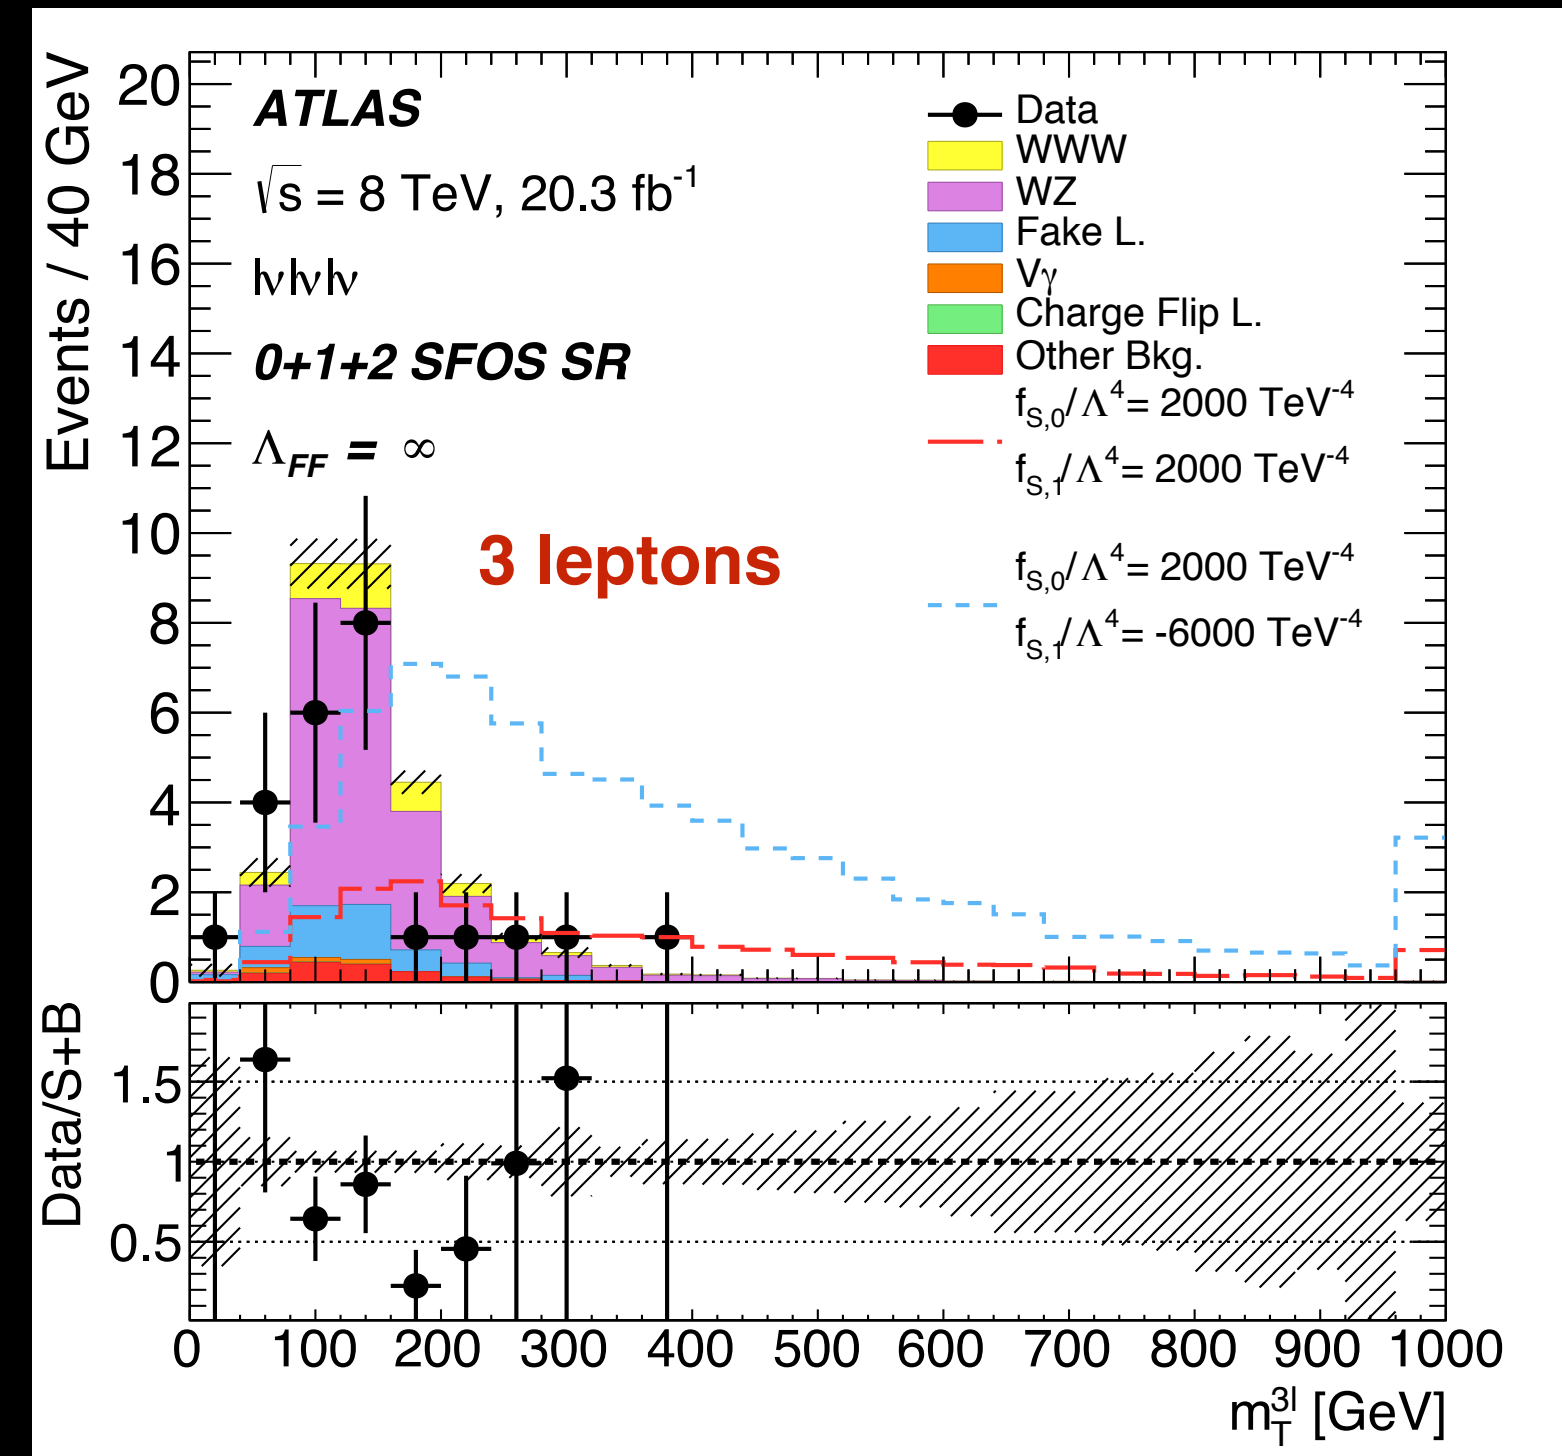 Events / 40 GeV
20
18
16
14
12
10
8
6
4
2
0
ATLAS
√s = 8 TeV, 20.3 fb⁻¹
lνlνlν
0+1+2 SFOS SR
Λ_FF = ∞
3 leptons
Data
WWW
WZ
Fake L.
Vγ
Charge Flip L.
Other Bkg.
f_S,0/Λ⁴= 2000 TeV⁻⁴
f_S,1/Λ⁴= 2000 TeV⁻⁴
f_S,0/Λ⁴= 2000 TeV⁻⁴
f_S,1/Λ⁴= -6000 TeV⁻⁴
Data/S+B
1.5
1
0.5
0 100 200 300 400 500 600 700 800 900 1000
m_T^3l [GeV]